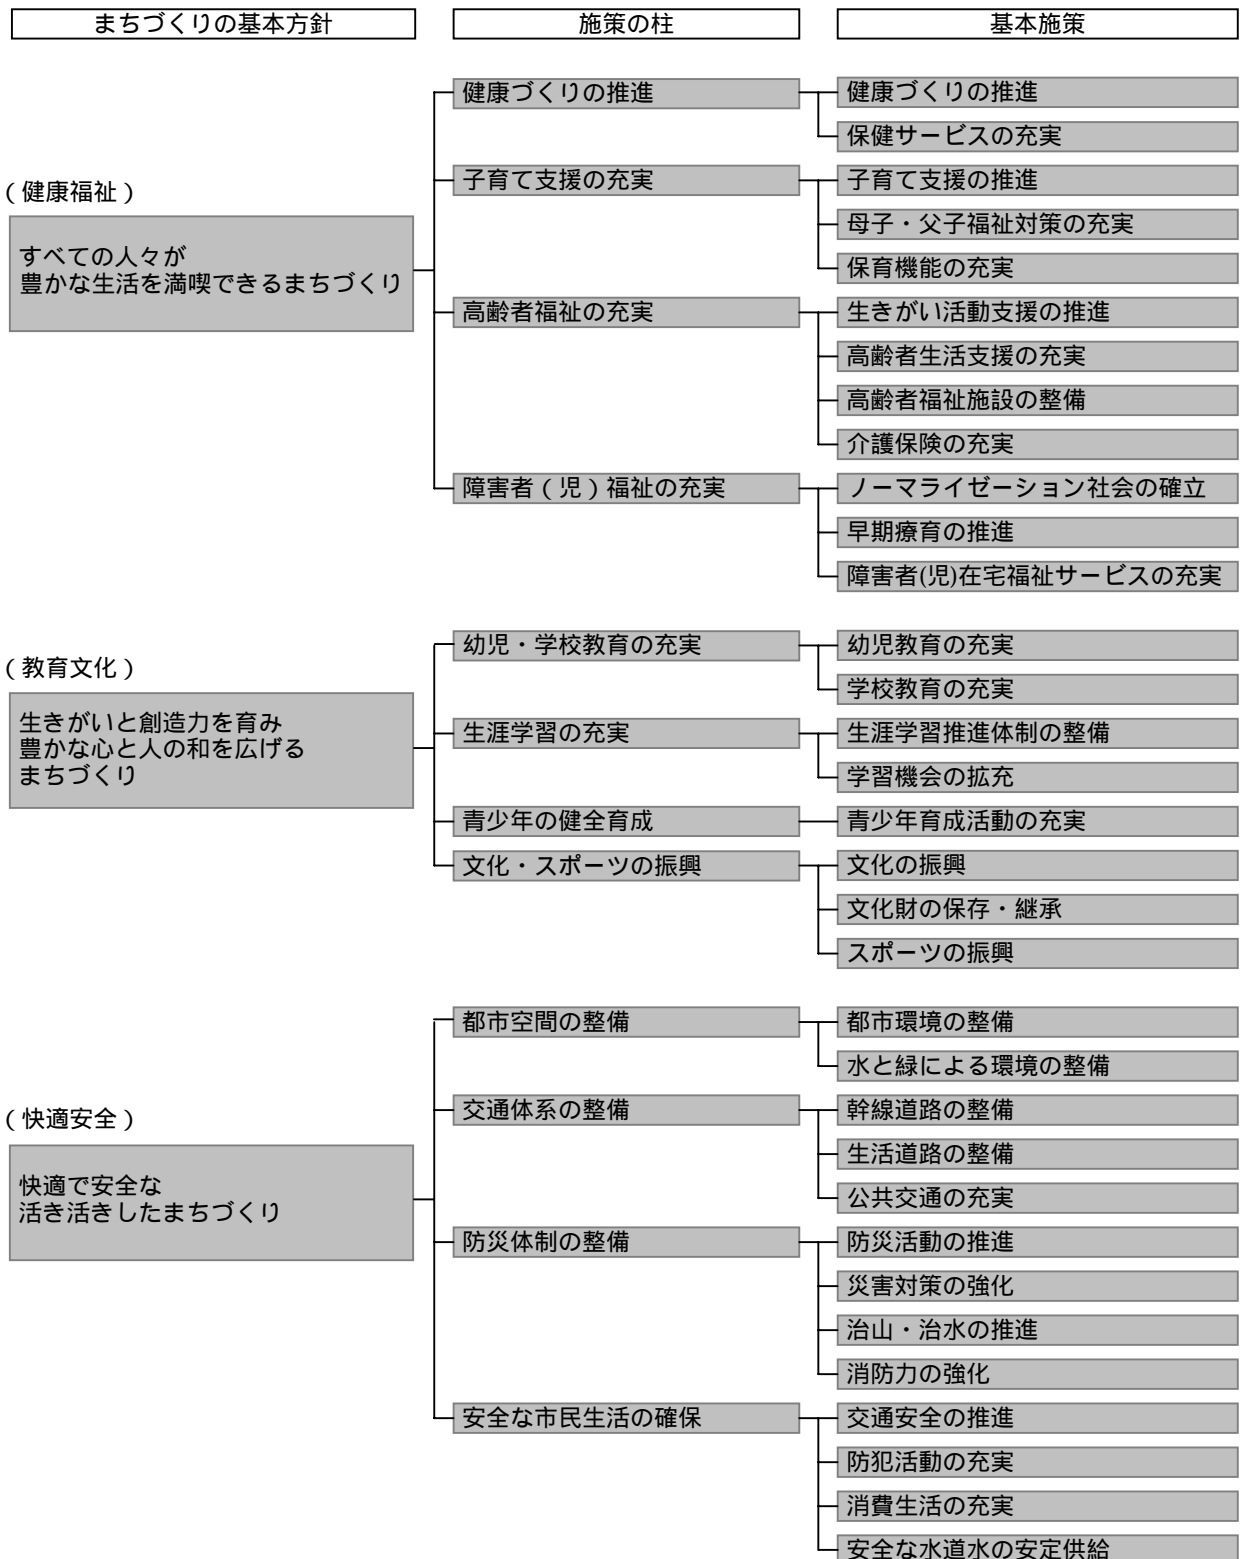 まちづくりの基本方針
施策の柱
基本施策
健康づくりの推進
健康づくりの推進
保健サービスの充実
子育て支援の充実
子育て支援の推進
(健康福祉)
母子・父子福祉対策の充実
すべての人々が
豊かな生活を満喫できるまちづくり
保育機能の充実
高齢者福祉の充実
生きがい活動支援の推進
高齢者生活支援の充実
高齢者福祉施設の整備
介護保険の充実
障害者(児)福祉の充実
ノーマライゼーション社会の確立
早期療育の推進
障害者(児)在宅福祉サービスの充実
幼児・学校教育の充実
幼児教育の充実
(教育文化)
学校教育の充実
生きがいと創造力を育み
豊かな心と人の和を広げる
まちづくり
生涯学習の充実
生涯学習推進体制の整備
学習機会の拡充
青少年の健全育成
青少年育成活動の充実
文化・スポーツの振興
文化の振興
文化財の保存・継承
スポーツの振興
都市空間の整備
都市環境の整備
水と緑による環境の整備
(快適安全)
交通体系の整備
幹線道路の整備
生活道路の整備
快適で安全な
活き活きしたまちづくり
公共交通の充実
防災体制の整備
防災活動の推進
災害対策の強化
治山・治水の推進
消防力の強化
安全な市民生活の確保
交通安全の推進
防犯活動の充実
消費生活の充実
安全な水道水の安定供給